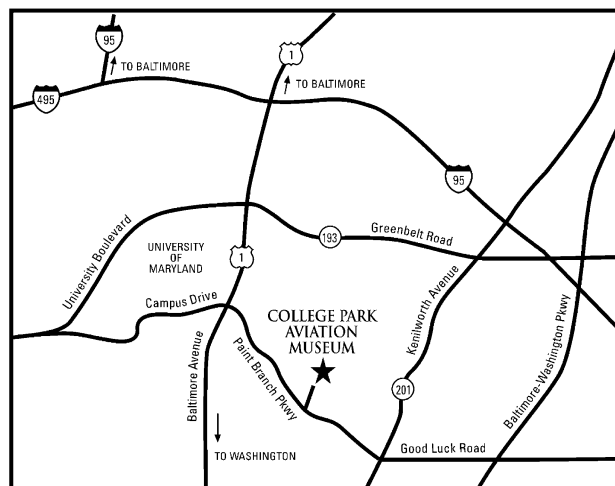 95
TO BALTIMORE
1
TO BALTIMORE
495
95
University Boulevard
193
Greenbelt Road
UNIVERSITY
OF
MARYLAND
1
Campus Drive
COLLEGE PARK
AVIATION
MUSEUM
Kenilworth Avenue
Baltimore-Washington Pkwy
Baltimore Avenue
Paint Branch Pkwy
201
Good Luck Road
TO WASHINGTON